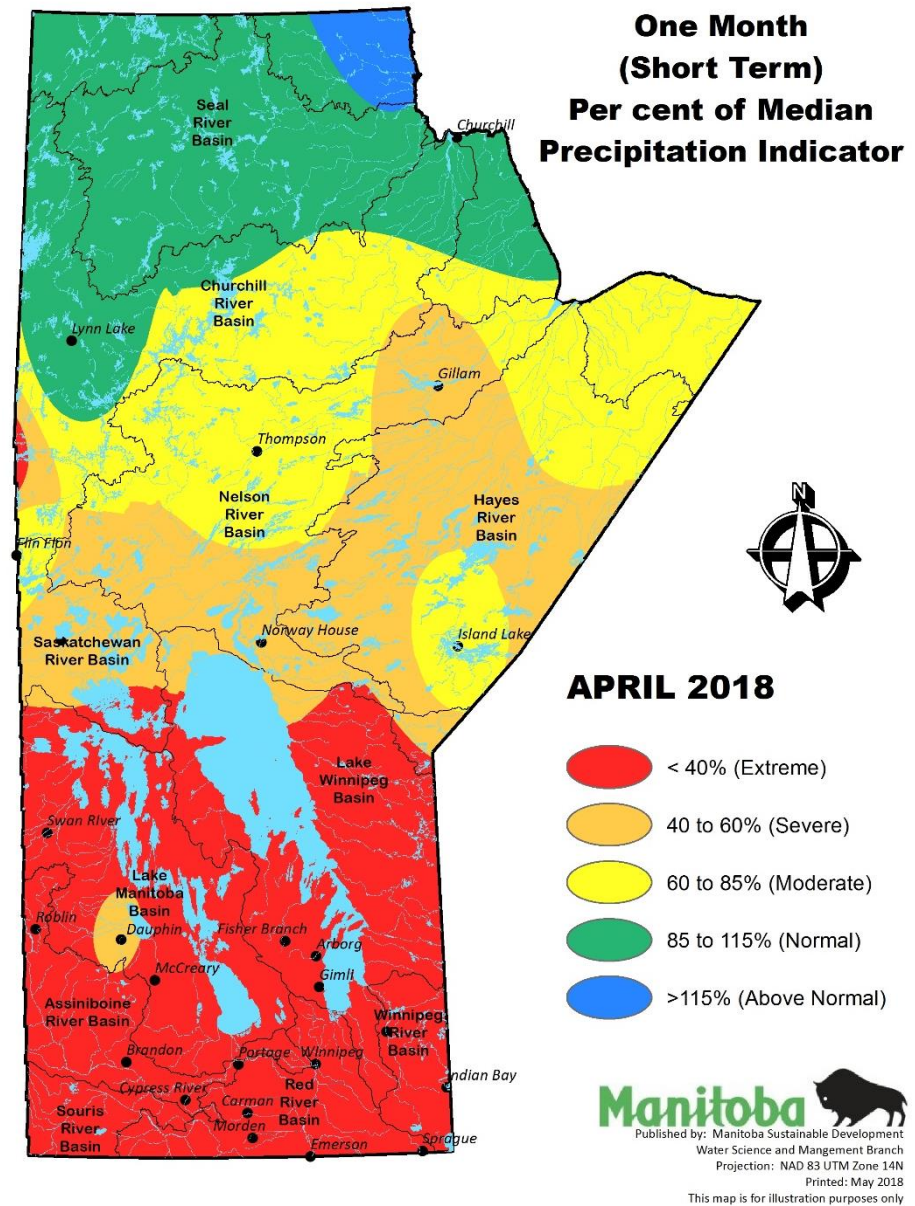 One Month
(Short Term)
Per cent of Median
Precipitation Indicator
Seal
River
Basin
Churchill
Churchill
River
Basin
Lynn Lake
Gillam
Thompson
Nelson
River
Basin
Hayes
River
Basin
N
Flin Flon
Saskatchewan
River Basin
Norway House
Island Lake
APRIL 2018
< 40% (Extreme)
40 to 60% (Severe)
60 to 85% (Moderate)
85 to 115% (Normal)
>115% (Above Normal)
Lake
Winnipeg
Basin
Swan River
Lake
Manitoba
Basin
Roblin
Dauphin
Fisher Branch
Arborg
McCreary
Gimli
Assiniboine
River Basin
Winnipeg
River
Basin
Brandon
Portage
Winnipeg
Indian Bay
Cypress River
Carman
Red
River
Basin
Souris
River
Basin
Morden
Emerson
Sprague
Manitoba
Published by: Manitoba Sustainable Development
Water Science and Mangement Branch
Projection: NAD 83 UTM Zone 14N
Printed: May 2018
This map is for illustration purposes only